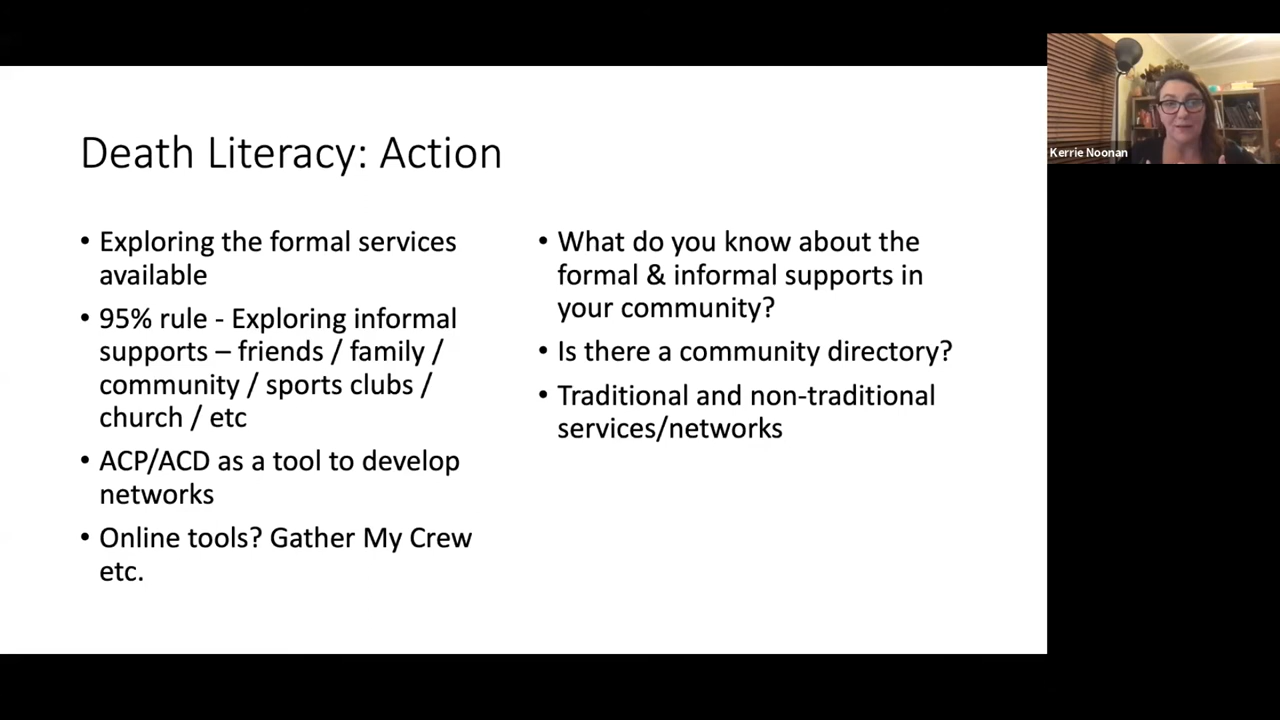 Death Literacy: Action
• Exploring the formal services
available
• 95% rule - Exploring informal
supports – friends / family /
community / sports clubs /
church / etc
• ACP/ACD as a tool to develop
networks
• Online tools? Gather My Crew
etc.
• What do you know about the
formal & informal supports in
your community?
• Is there a community directory?
• Traditional and non-traditional
services/networks
Kerrie Noonan